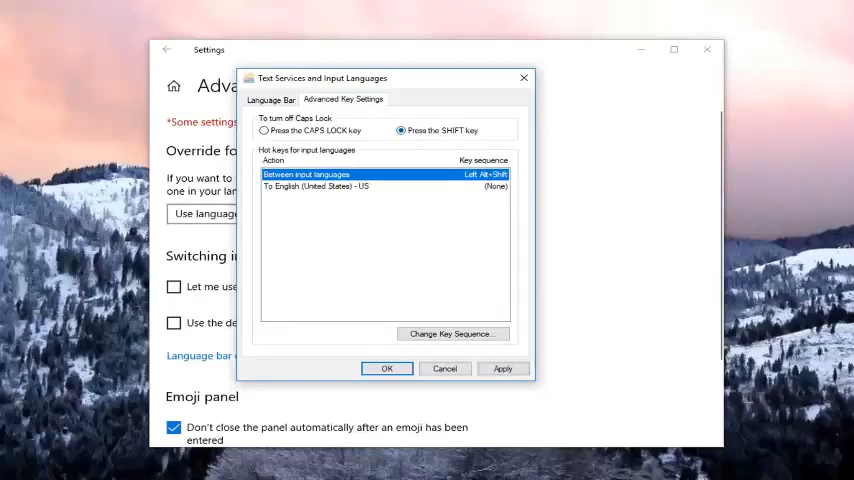 Settings
Adva
*Some settings
Override for
If you want
one in your lan
Use language
Switching in
Let me use
Use the de
Language bar
Emoji panel
Don't close the panel automatically after an emoji has been
entered
Text Services and Input Languages
Language Bar
Advanced Key Settings
To turn off Caps Lock
Press the CAPS LOCK key
Press the SHIFT key
Hot keys for input languages
Action
Key sequence
Between input languages
Left Alt+Shift
To English (United States) - US
(None)
Change Key Sequence...
OK
Cancel
Apply